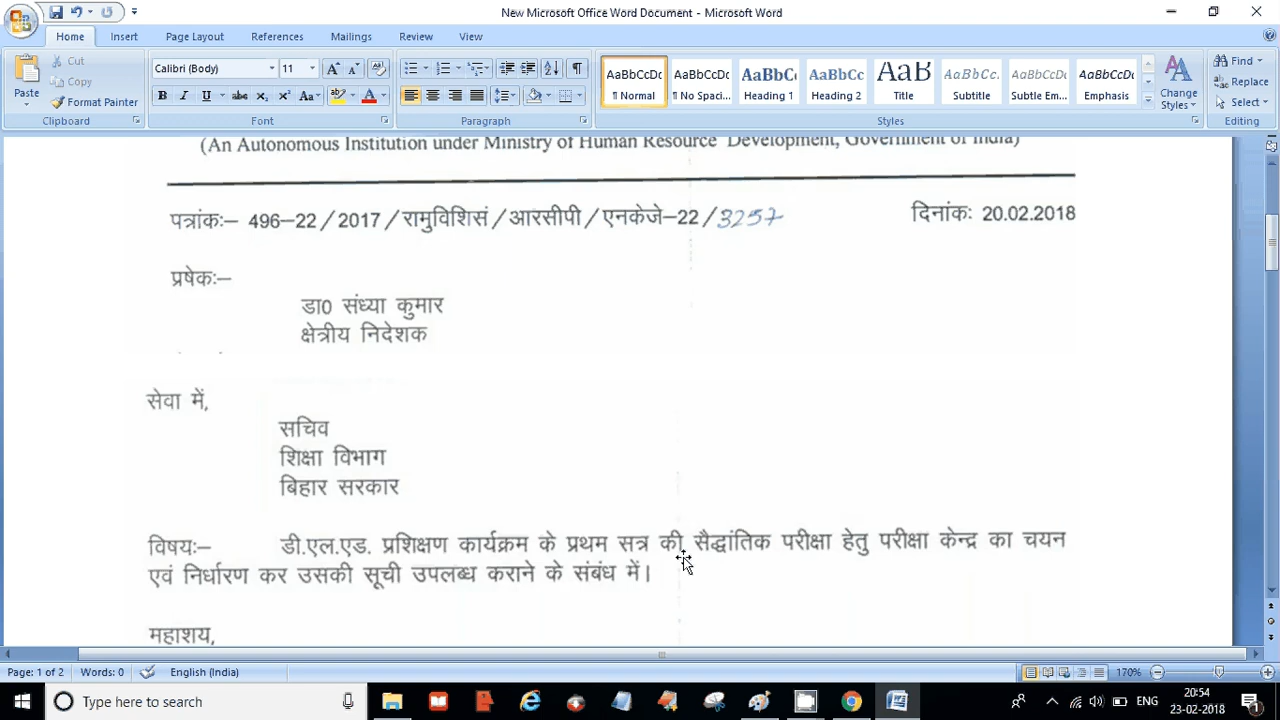 New Microsoft Office Word Document - Microsoft Word
Home Insert Page Layout References Mailings Review View
Paste
Cut
Copy
Format Painter
Clipboard
Calibri (Body) 11
Font
Paragraph
AaBbCcDc AaBbCcDc AaBbC AaBbCc AaB AaBbCc. AaBbCcDc AaBbCcDc
¶ Normal ¶ No Spaci... Heading 1 Heading 2 Title Subtitle Subtle Em... Emphasis
Change Styles
Styles
Find
Replace
Select
Editing
(An Autonomous Institution under Ministry of Human Resource Development, Government of India)
पत्रांकः– 496–22/2017/रामुविशिसं/आरसीपी/एनकेजे–22/3257 दिनांकः 20.02.2018
प्रषेकः–
डा0 संध्या कुमार
क्षेत्रीय निदेशक
सेवा में,
सचिव
शिक्षा विभाग
बिहार सरकार
विषयः– डी.एल.एड. प्रशिक्षण कार्यक्रम के प्रथम सत्र की सैद्धांतिक परीक्षा हेतु परीक्षा केन्द्र का चयन
एवं निर्धारण कर उसकी सूची उपलब्ध कराने के संबंध में।
महाशय,
Page: 1 of 2 Words: 0 English (India) 170%
Type here to search
ENG
20:54
23-02-2018
1